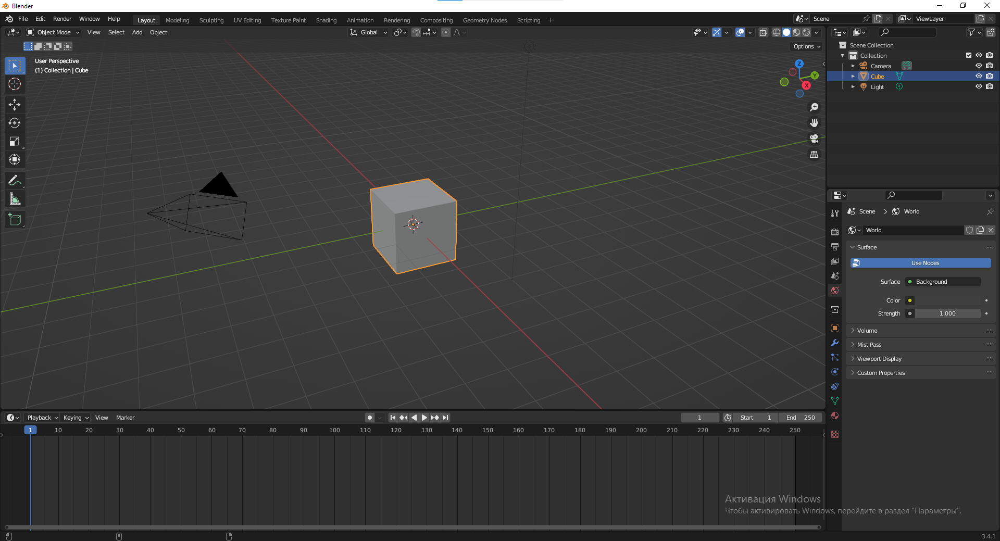 Blender
File Edit Render Window Help Layout Modeling Sculpting UV Editing Texture Paint Shading Animation Rendering Compositing Geometry Nodes Scripting + Scene ViewLayer
Object Mode View Select Add Object Global
Options
User Perspective
(1) Collection | Cube
Z
Y
X
Scene Collection
Collection
Camera
Cube
Light
Scene > World
World
Surface
Use Nodes
Surface Background
Color
Strength 1.000
Volume
Mist Pass
Viewport Display
Custom Properties
Playback Keying View Marker 1 Start 1 End 250
1 10 20 30 40 50 60 70 80 90 100 110 120 130 140 150 160 170 180 190 200 210 220 230 240 250
Активация Windows
Чтобы активировать Windows, перейдите в раздел "Параметры".
3.4.1